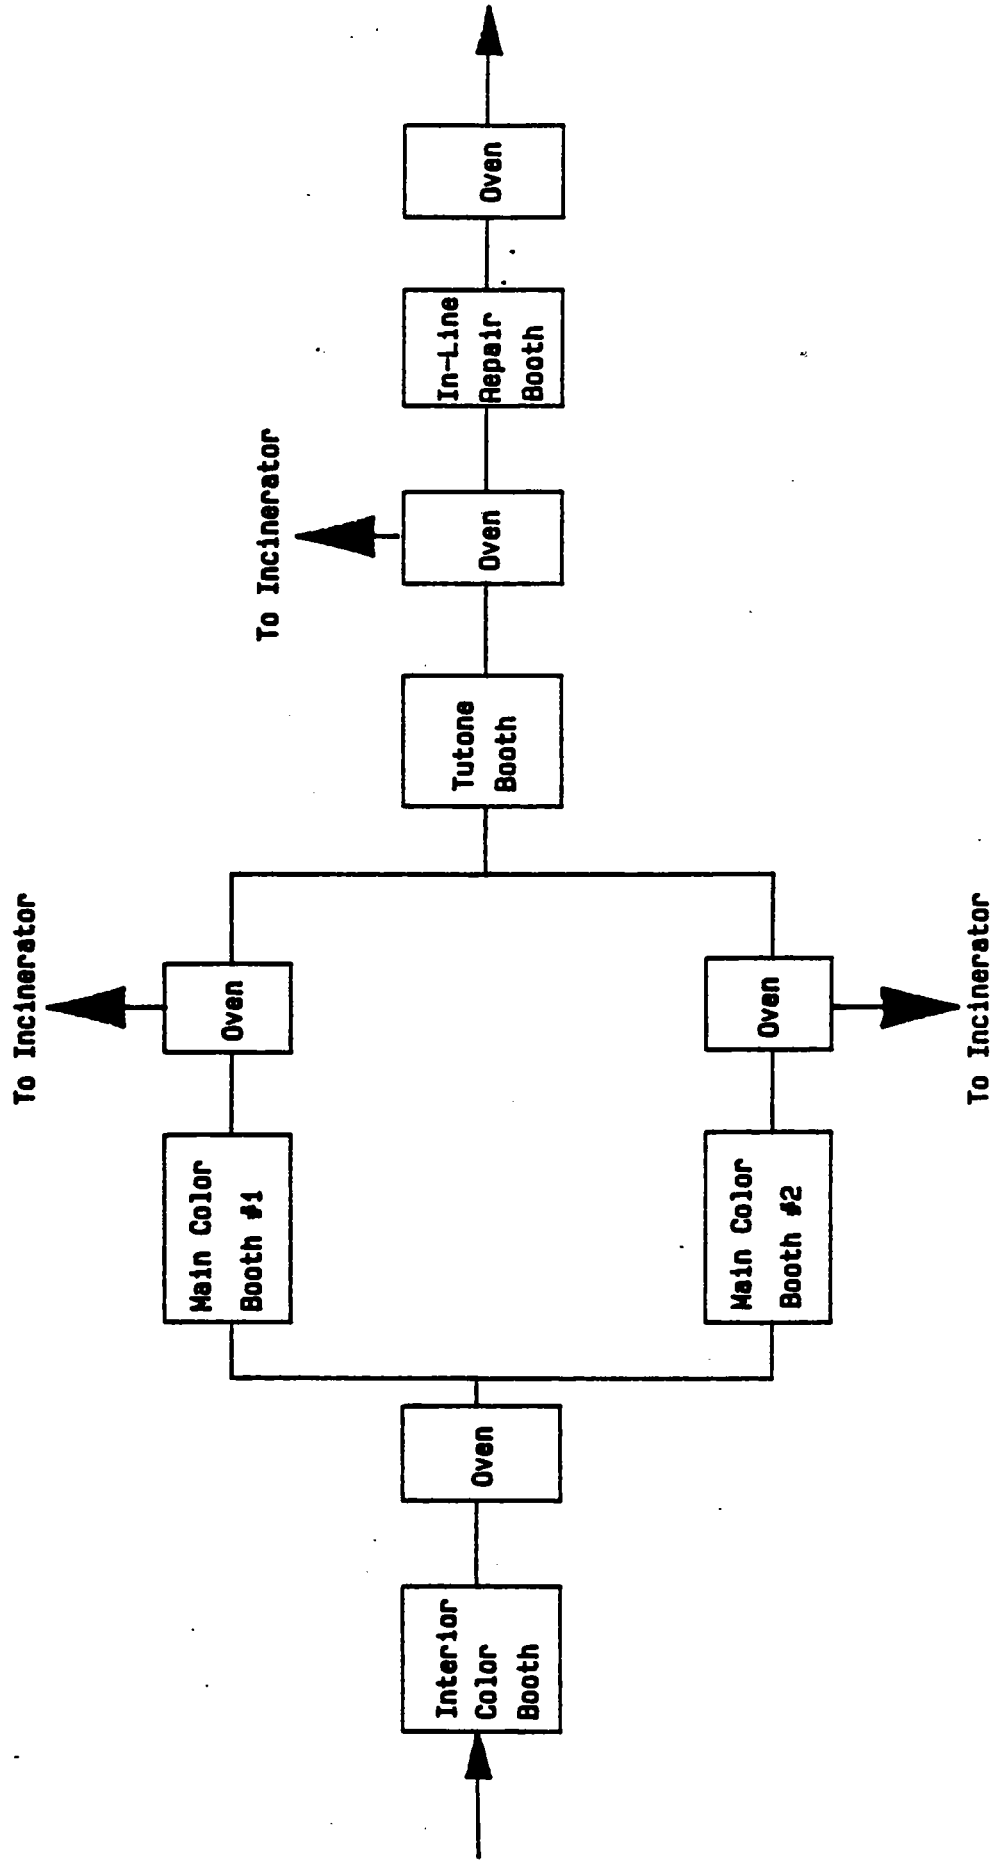 Interior
Color
Booth
Oven
To Incinerator
Main Color
Booth #1
Oven
Main Color
Booth #2
Oven
To Incinerator
Tutone
Booth
To Incinerator
Oven
In-Line
Repair
Booth
Oven